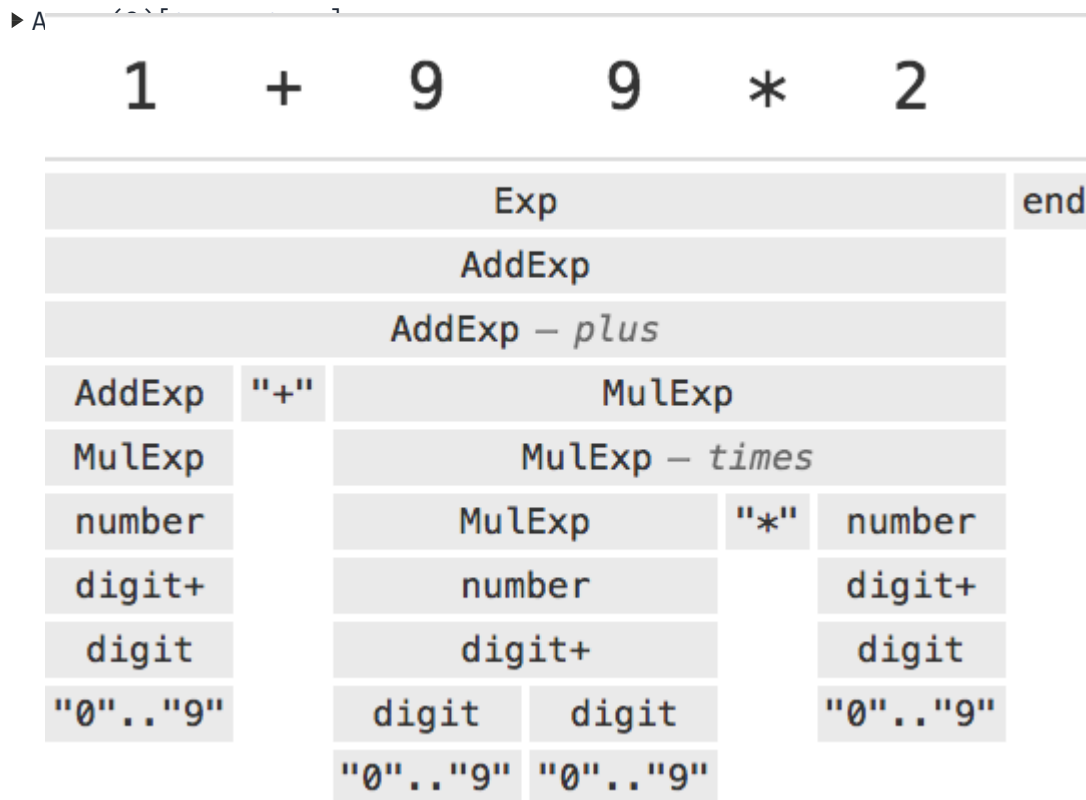 1 + 9 9 * 2
Exp end
AddExp
AddExp – plus
AddExp "+" MulExp
MulExp MulExp – times
number MulExp "*" number
digit+ number digit+
digit digit+ digit
"0".."9" digit digit "0".."9"
"0".."9" "0".."9"